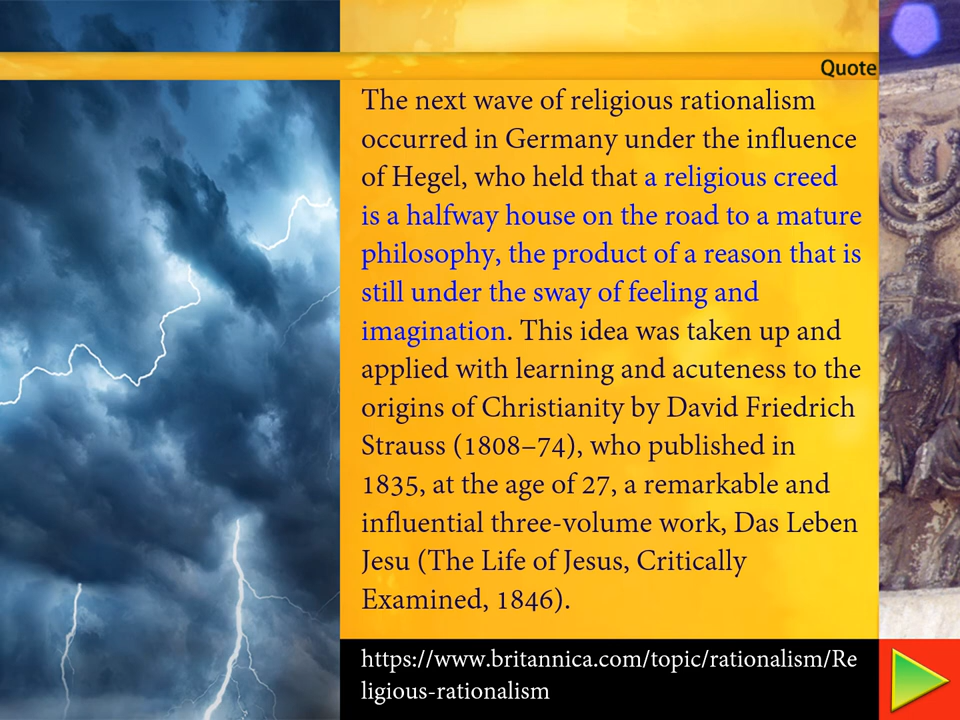 Quote
The next wave of religious rationalism
occurred in Germany under the influence
of Hegel, who held that a religious creed
is a halfway house on the road to a mature
philosophy, the product of a reason that is
still under the sway of feeling and
imagination. This idea was taken up and
applied with learning and acuteness to the
origins of Christianity by David Friedrich
Strauss (1808–74), who published in
1835, at the age of 27, a remarkable and
influential three-volume work, Das Leben
Jesu (The Life of Jesus, Critically
Examined, 1846).
https://www.britannica.com/topic/rationalism/Re
ligious-rationalism